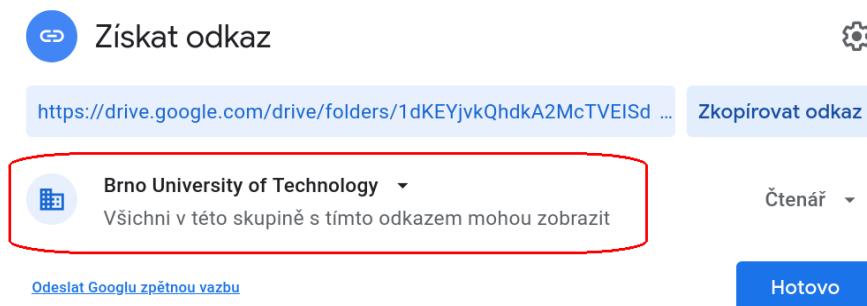 Získat odkaz
https://drive.google.com/drive/folders/1dKEYjvkQhdkA2McTVEISd ... Zkopírovat odkaz
Brno University of Technology
Všichni v této skupině s tímto odkazem mohou zobrazit
Čtenář
Odeslat Googlu zpětnou vazbu
Hotovo